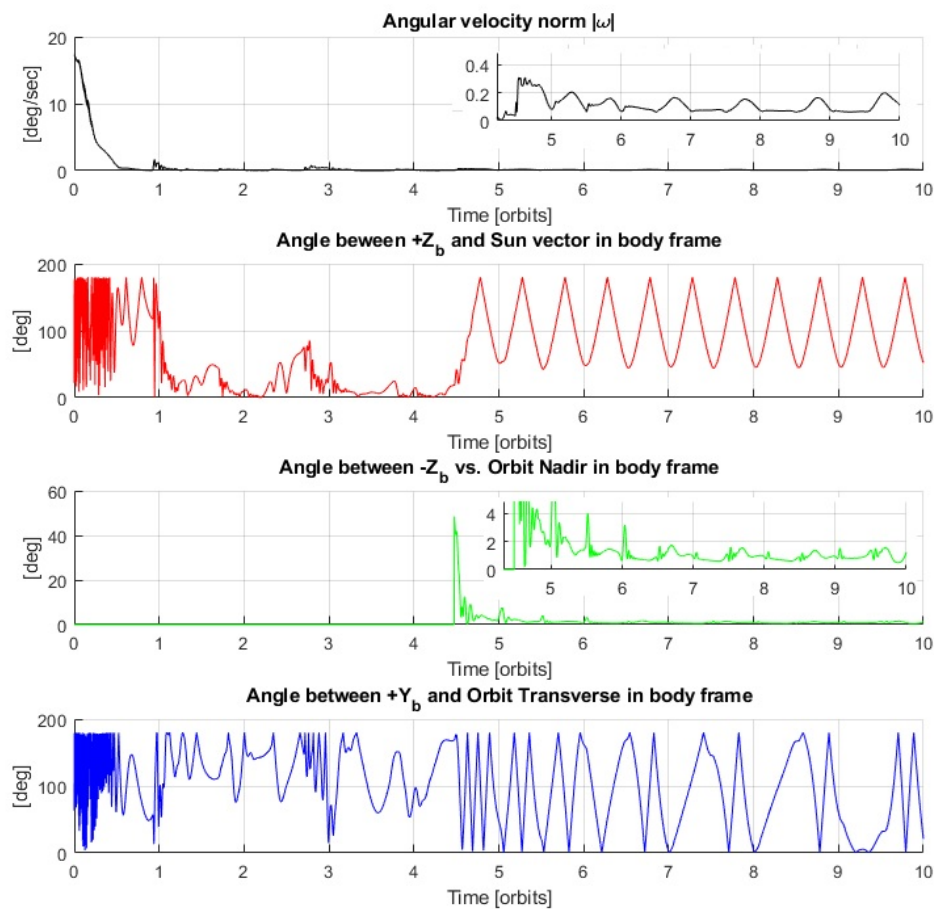 Angular velocity norm |ω|
20
10
0
[deg/sec]
0.4
0.2
0
5 6 7 8 9 10
0 1 2 3 4 5 6 7 8 9 10
Time [orbits]
Angle beween +Z_b and Sun vector in body frame
200
100
0
[deg]
0 1 2 3 4 5 6 7 8 9 10
Time [orbits]
Angle between -Z_b vs. Orbit Nadir in body frame
60
40
20
0
[deg]
4
2
0
5 6 7 8 9 10
0 1 2 3 4 5 6 7 8 9 10
Time [orbits]
Angle between +Y_b and Orbit Transverse in body frame
200
100
0
[deg]
0 1 2 3 4 5 6 7 8 9 10
Time [orbits]